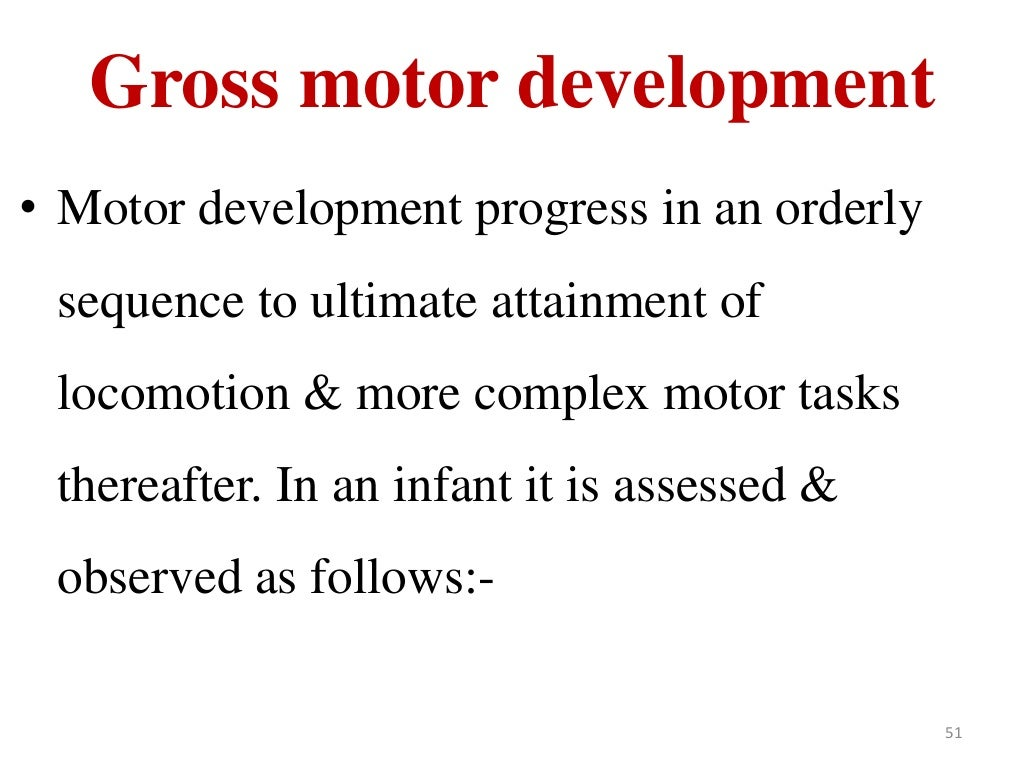 Gross motor development
• Motor development progress in an orderly
sequence to ultimate attainment of
locomotion & more complex motor tasks
thereafter. In an infant it is assessed &
observed as follows:-
51